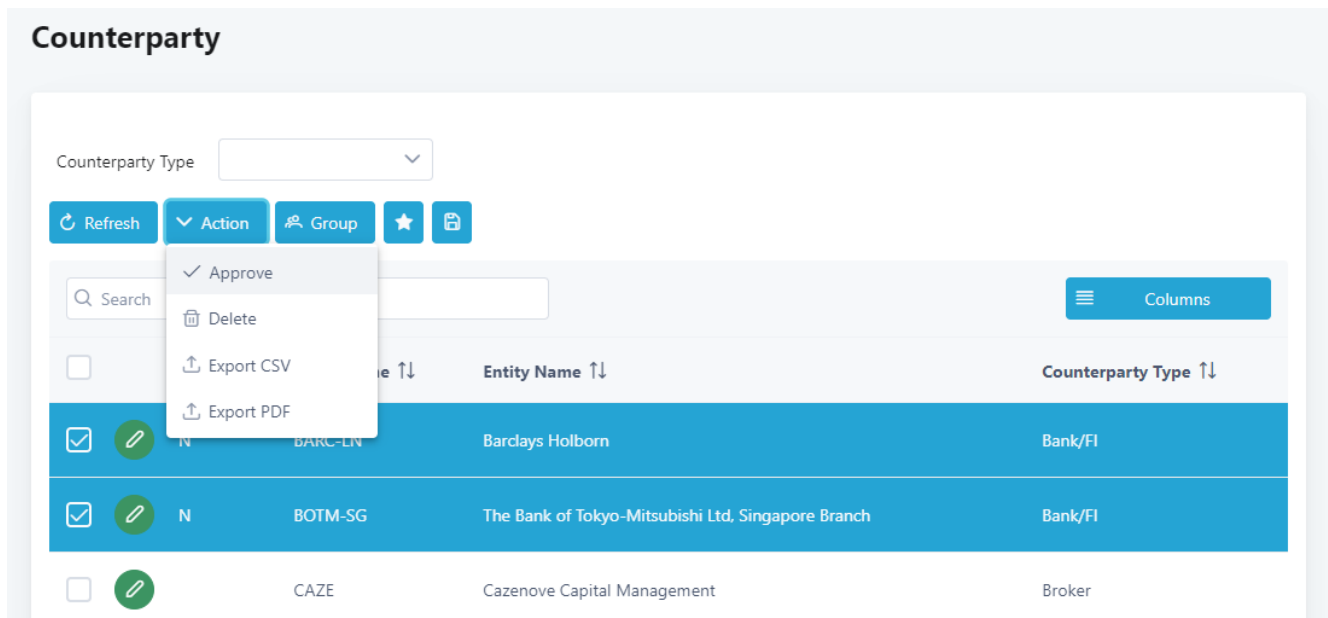 Counterparty
Counterparty Type
Refresh Action Group
Approve
Search Columns
Delete
Export CSV
Entity Name Counterparty Type
Export PDF
N BARC-LN Barclays Holborn Bank/FI
N BOTM-SG The Bank of Tokyo-Mitsubishi Ltd, Singapore Branch Bank/FI
CAZE Cazenove Capital Management Broker